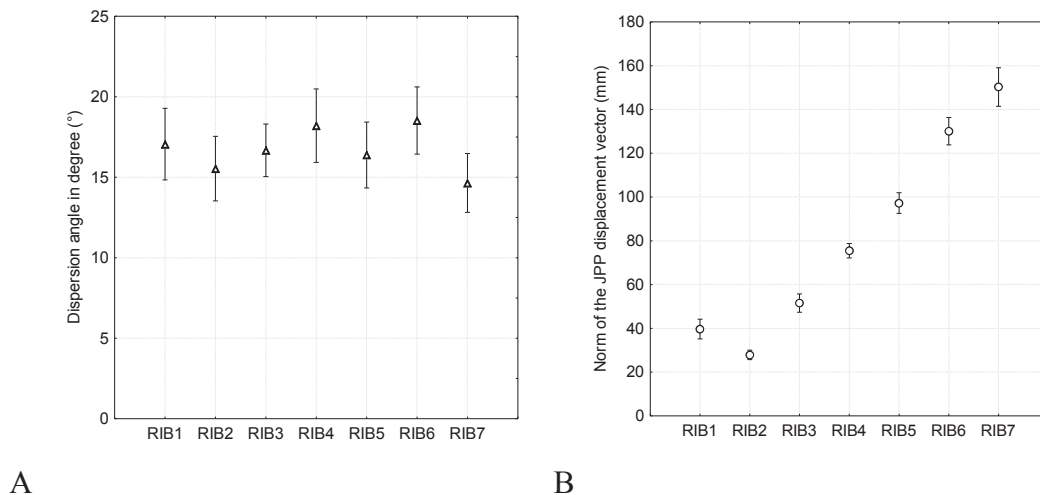 25
20
15
10
5
0
Dispersion angle in degree (°)
RIB1 RIB2 RIB3 RIB4 RIB5 RIB6 RIB7
A
180
160
140
120
100
80
60
40
20
0
Norm of the JPP displacement vector (mm)
RIB1 RIB2 RIB3 RIB4 RIB5 RIB6 RIB7
B